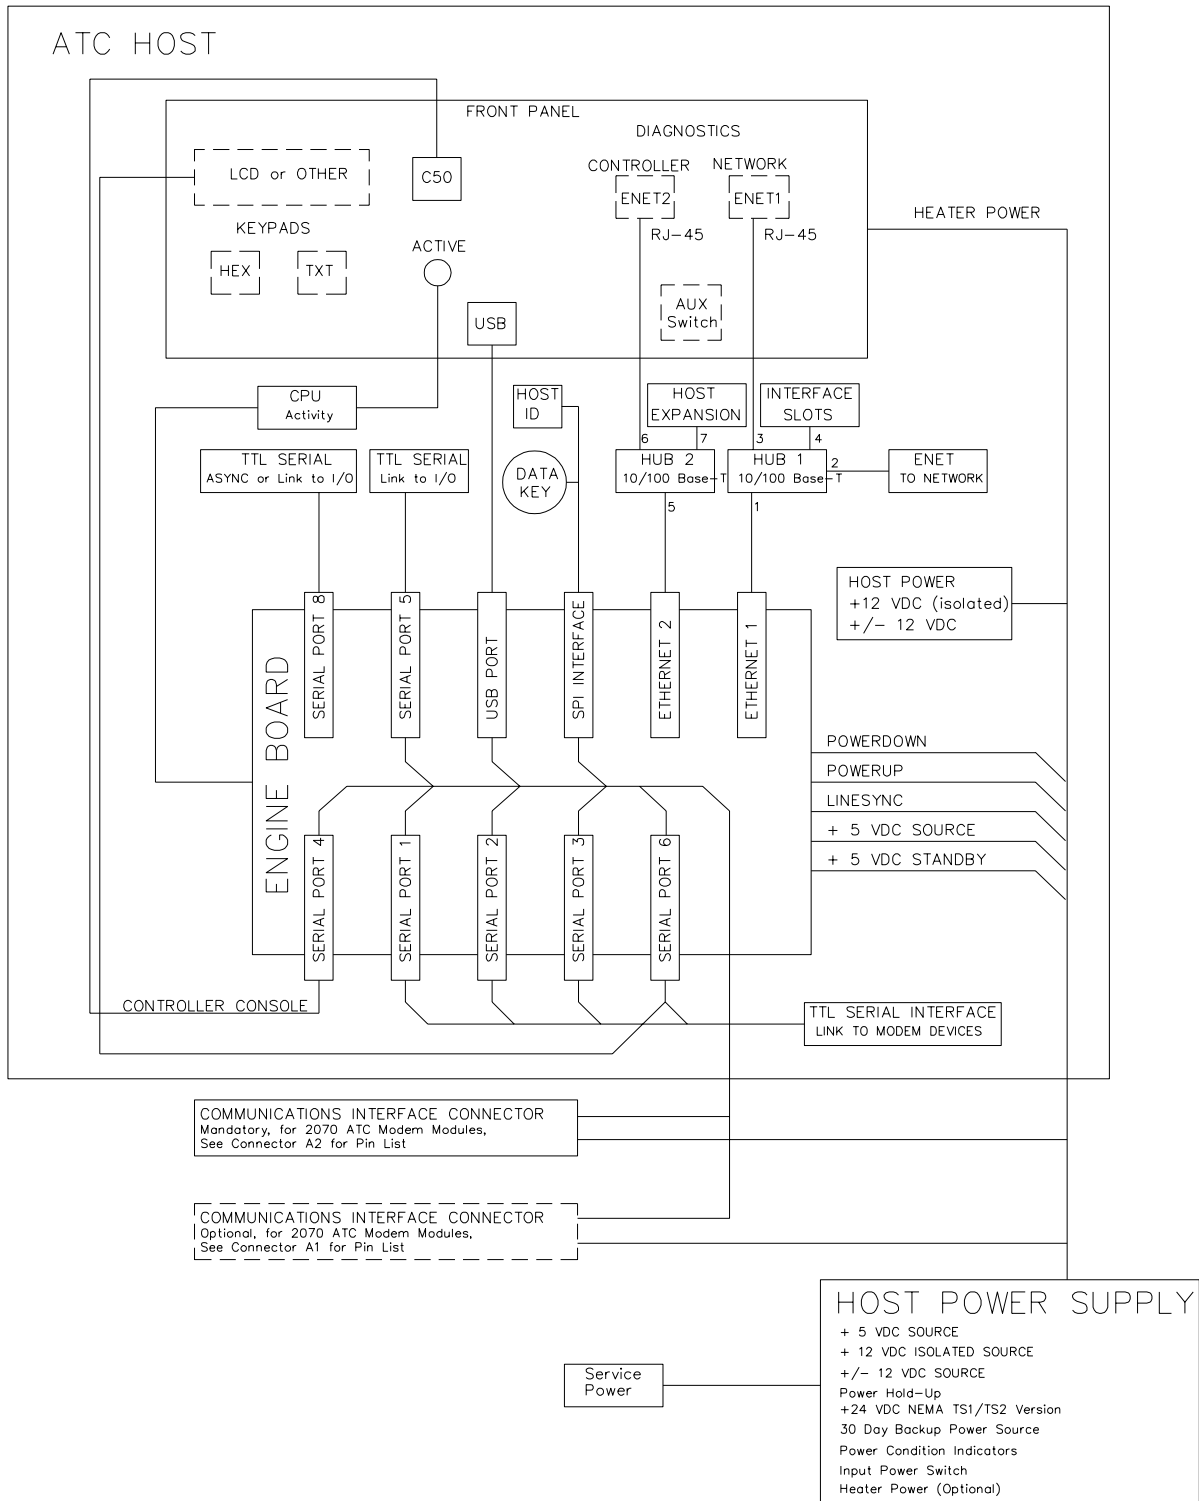 ATC HOST
FRONT PANEL
DIAGNOSTICS
CONTROLLER
NETWORK
LCD or OTHER
C50
ENET2
ENET1
RJ-45
RJ-45
HEATER POWER
KEYPADS
HEX
TXT
ACTIVE
AUX
Switch
USB
CPU
Activity
HOST
ID
HOST
EXPANSION
INTERFACE
SLOTS
6
7
3
4
TTL SERIAL
ASYNC or Link to I/O
TTL SERIAL
Link to I/O
DATA
KEY
HUB 2
10/100 Base-T
HUB 1
10/100 Base-T
2
ENET
TO NETWORK
5
1
HOST POWER
+12 VDC (isolated)
+/- 12 VDC
ENGINE BOARD
SERIAL PORT 8
SERIAL PORT 5
USB PORT
SPI INTERFACE
ETHERNET 2
ETHERNET 1
POWERDOWN
POWERUP
LINESYNC
+ 5 VDC SOURCE
+ 5 VDC STANDBY
SERIAL PORT 4
SERIAL PORT 1
SERIAL PORT 2
SERIAL PORT 3
SERIAL PORT 6
CONTROLLER CONSOLE
TTL SERIAL INTERFACE
LINK TO MODEM DEVICES
COMMUNICATIONS INTERFACE CONNECTOR
Mandatory, for 2070 ATC Modem Modules,
See Connector A2 for Pin List
COMMUNICATIONS INTERFACE CONNECTOR
Optional, for 2070 ATC Modem Modules,
See Connector A1 for Pin List
HOST POWER SUPPLY
+ 5 VDC SOURCE
+ 12 VDC ISOLATED SOURCE
+/- 12 VDC SOURCE
Power Hold-Up
+24 VDC NEMA TS1/TS2 Version
30 Day Backup Power Source
Power Condition Indicators
Input Power Switch
Heater Power (Optional)
Service
Power